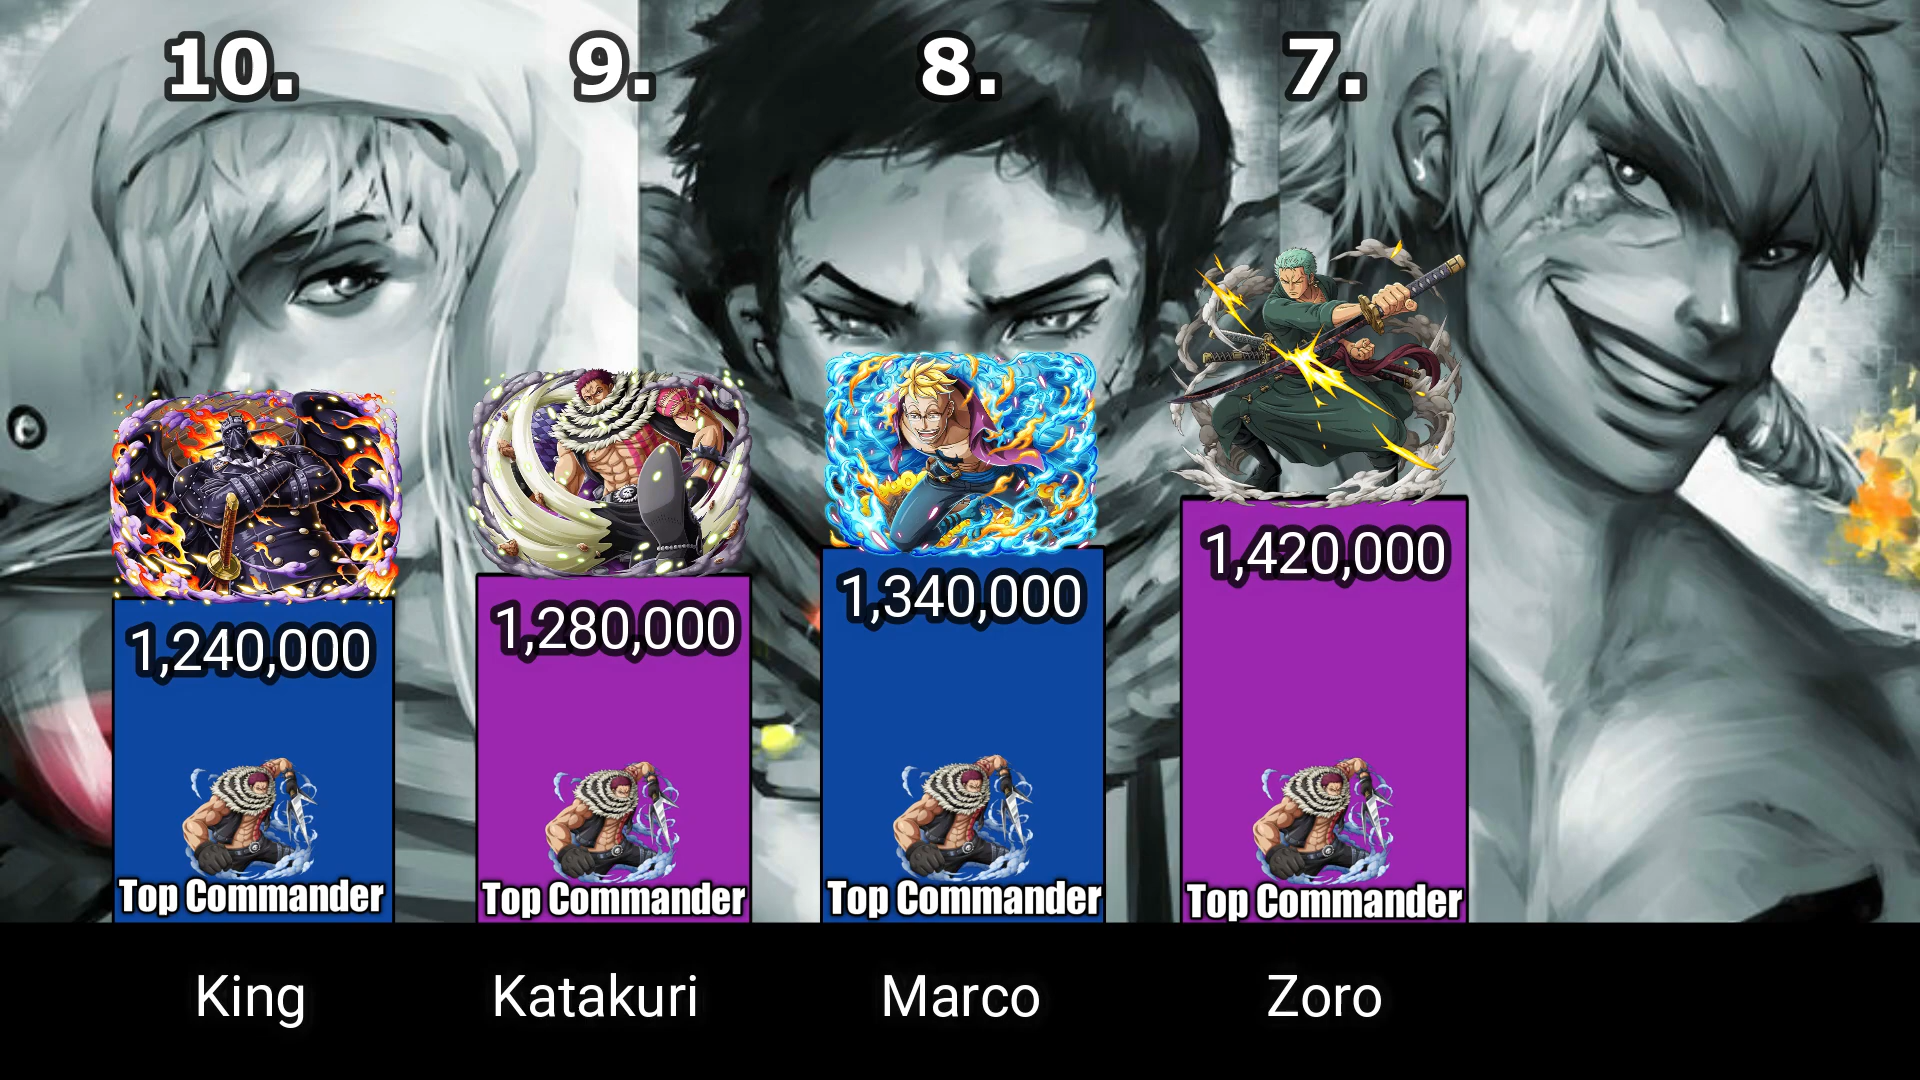 10. 9. 8. 7.
1,240,000 1,280,000 1,340,000 1,420,000
Top Commander Top Commander Top Commander Top Commander
King Katakuri Marco Zoro